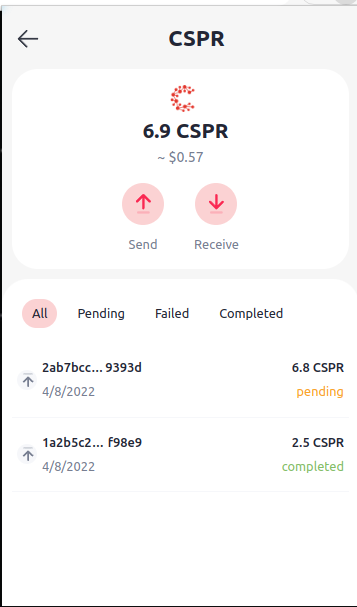 CSPR
6.9 CSPR
~ $0.57
Send Receive
All Pending Failed Completed
2ab7bcc... 9393d 6.8 CSPR
4/8/2022 pending
1a2b5c2... f98e9 2.5 CSPR
4/8/2022 completed